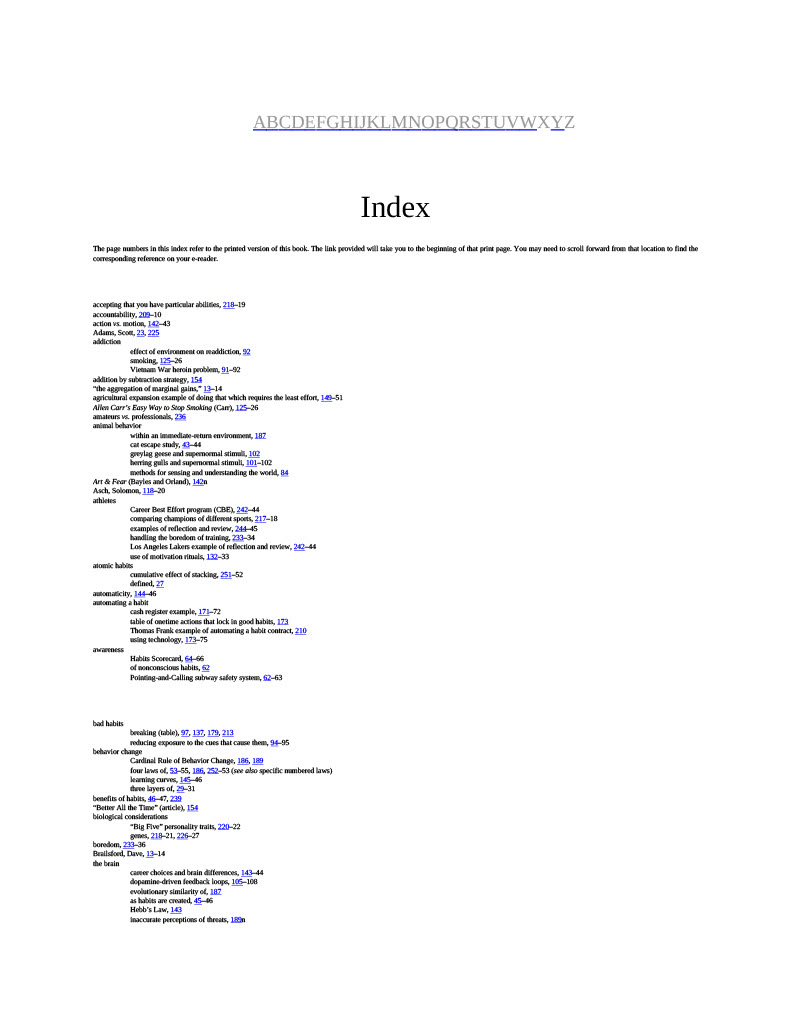 ABCDEFGHIJKLMNOPQRSTUVWXYZ
Index
The page numbers in this index refer to the printed version of this book. The link provided will take you to the beginning of that print page. You may need to scroll forward from that location to find the
corresponding reference on your e-reader.
accepting that you have particular abilities, 218–19
accountability, 209–10
action vs. motion, 142–43
Adams, Scott, 23, 225
addiction
effect of environment on readdiction, 92
smoking, 125–26
Vietnam War heroin problem, 91–92
addition by subtraction strategy, 154
“the aggregation of marginal gains,” 13–14
agricultural expansion example of doing that which requires the least effort, 149–51
Allen Carr's Easy Way to Stop Smoking (Carr), 125–26
amateurs vs. professionals, 236
animal behavior
within an immediate-return environment, 187
cat escape study, 43–44
greylag geese and supernormal stimuli, 102
herring gulls and supernormal stimuli, 101–102
methods for sensing and understanding the world, 84
Art & Fear (Bayles and Orland), 142n
Asch, Solomon, 118–20
athletes
Career Best Effort program (CBE), 242–44
comparing champions of different sports, 217–18
examples of reflection and review, 244–45
handling the boredom of training, 233–34
Los Angeles Lakers example of reflection and review, 242–44
use of motivation rituals, 132–33
atomic habits
cumulative effect of stacking, 251–52
defined, 27
automaticity, 144–46
automating a habit
cash register example, 171–72
table of onetime actions that lock in good habits, 173
Thomas Frank example of automating a habit contract, 210
using technology, 173–75
awareness
Habits Scorecard, 64–66
of nonconscious habits, 62
Pointing-and-Calling subway safety system, 62–63
bad habits
breaking (table), 97, 137, 179, 213
reducing exposure to the cues that cause them, 94–95
behavior change
Cardinal Rule of Behavior Change, 186, 189
four laws of, 53–55, 186, 252–53 (see also specific numbered laws)
learning curves, 145–46
three layers of, 29–31
benefits of habits, 46–47, 239
“Better All the Time” (article), 154
biological considerations
“Big Five” personality traits, 220–22
genes, 218–21, 226–27
boredom, 233–36
Brailsford, Dave, 13–14
the brain
career choices and brain differences, 143–44
dopamine-driven feedback loops, 105–108
evolutionary similarity of, 187
as habits are created, 45–46
Hebb's Law, 143
inaccurate perceptions of threats, 189n